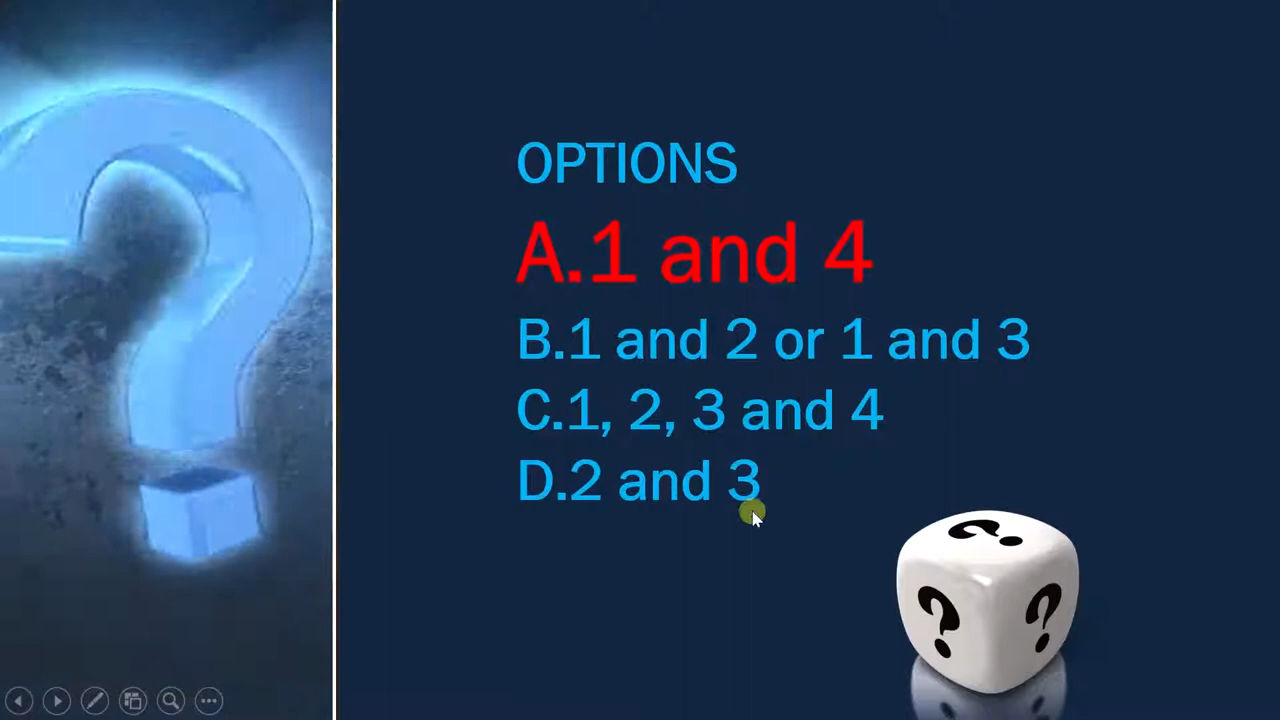 OPTIONS
A.1 and 4
B.1 and 2 or 1 and 3
C.1, 2, 3 and 4
D.2 and 3